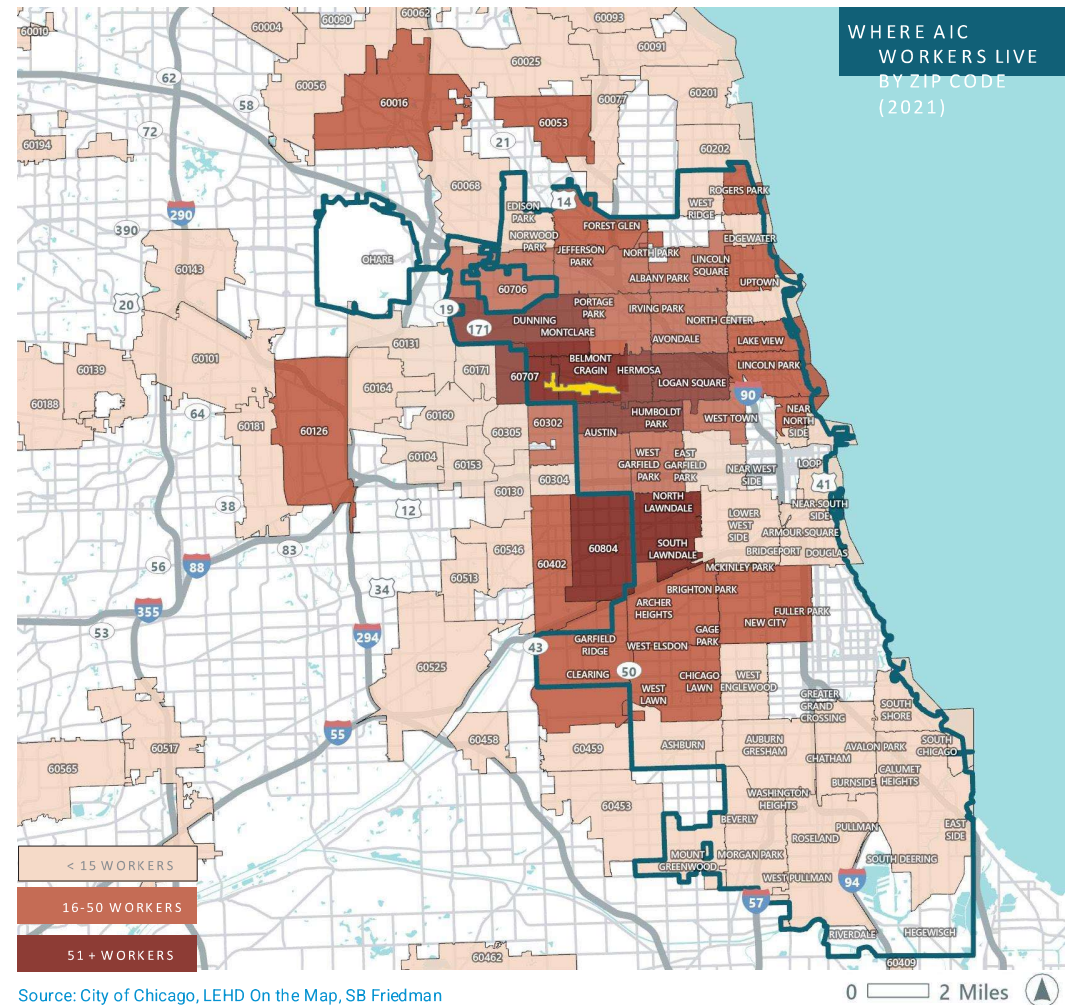 WHERE AIC
WORKERS LIVE
BY ZIP CODE
(2021)
60010
60004
60090
60062
60093
60091
60025
60056
60016
60077
60201
60053
60202
60194
60068
62
58
72
21
14
290
390
20
19
171
ROGERS PARK
WEST
RIDGE
EDISON
PARK
NORWOOD
PARK
FOREST GLEN
EDGEWATER
JEFFERSON
PARK
NORTH PARK
LINCOLN
SQUARE
ALBANY PARK
UPTOWN
OHARE
60143
60706
PORTAGE
PARK
IRVING PARK
DUNNING
MONTCLARE
NORTH CENTER
AVONDALE
LAKE VIEW
60131
60101
60139
60171
BELMONT
CRAGIN
HERMOSA
LINCOLN PARK
60707
LOGAN SQUARE
60164
90
60188
64
60181
60126
60160
60305
60302
HUMBOLDT
PARK
AUSTIN
WEST TOWN
NEAR
NORTH
SIDE
60104
60153
WEST
GARFIELD
PARK
EAST
GARFIELD
PARK
NEAR WEST
SIDE
LOOP
41
60130
60304
38
12
NORTH
LAWNDALE
NEAR SOUTH
SIDE
LOWER
WEST
SIDE
ARMOUR SQUARE
83
60546
60402
60804
SOUTH
LAWNDALE
BRIDGEPORT
DOUGLAS
56
88
60513
MCKINLEY PARK
34
BRIGHTON PARK
ARCHER
HEIGHTS
FULLER PARK
NEW CITY
355
53
294
43
GARFIELD
RIDGE
WEST ELSDON
GAGE
PARK
60525
CLEARING
50
WEST
LAWN
CHICAGO
LAWN
WEST
ENGLEWOOD
GREATER
GRAND
CROSSING
SOUTH
SHORE
55
60517
60458
60459
ASHBURN
AUBURN
GRESHAM
AVALON PARK
SOUTH
CHICAGO
CHATHAM
60565
CALUMET
HEIGHTS
BURNSIDE
60453
WASHINGTON
HEIGHTS
BEVERLY
PULLMAN
EAST
SIDE
ROSELAND
MOUNT
GREENWOOD
MORGAN PARK
SOUTH DEERING
WEST PULLMAN
94
57
RIVERDALE
HEGEWISCH
60462
60409
< 15 WORKERS
16-50 WORKERS
51 + WORKERS
Source: City of Chicago, LEHD On the Map, SB Friedman
0 2 Miles